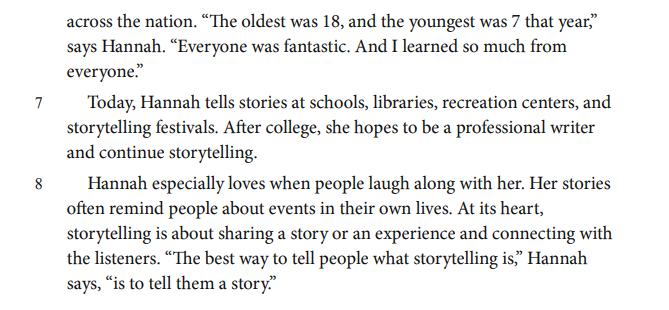 across the nation. “The oldest was 18, and the youngest was 7 that year,”
says Hannah. “Everyone was fantastic. And I learned so much from
everyone.”
7 Today, Hannah tells stories at schools, libraries, recreation centers, and
storytelling festivals. After college, she hopes to be a professional writer
and continue storytelling.
8 Hannah especially loves when people laugh along with her. Her stories
often remind people about events in their own lives. At its heart,
storytelling is about sharing a story or an experience and connecting with
the listeners. “The best way to tell people what storytelling is,” Hannah
says, “is to tell them a story.”